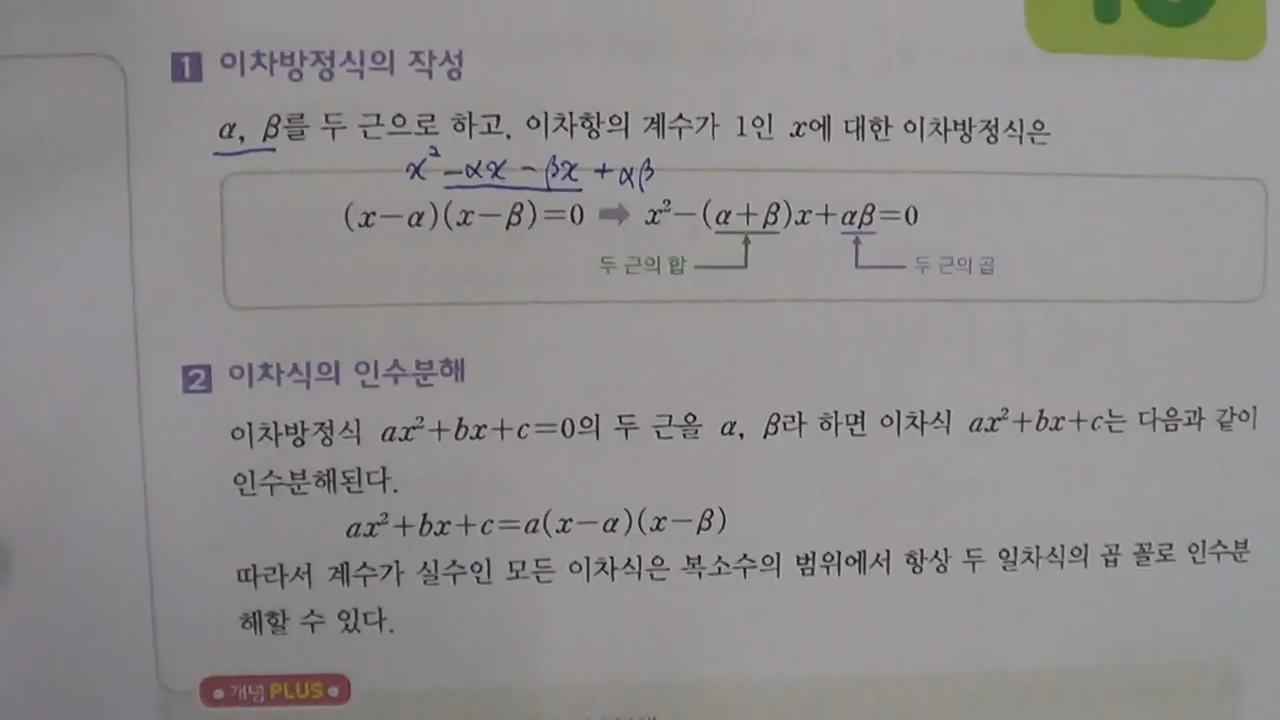 1 이차방정식의 작성
α, β를 두 근으로 하고, 이차항의 계수가 1인 x에 대한 이차방정식은
x² -αx - βx + αβ
(x-α)(x-β)=0 ➡ x²-(α+β)x+αβ=0
두 근의 합 두 근의 곱
2 이차식의 인수분해
이차방정식 ax²+bx+c=0의 두 근을 α, β라 하면 이차식 ax²+bx+c는 다음과 같이
인수분해된다.
ax²+bx+c=a(x-α)(x-β)
따라서 계수가 실수인 모든 이차식은 복소수의 범위에서 항상 두 일차식의 곱 꼴로 인수분
해할 수 있다.
개념 PLUS